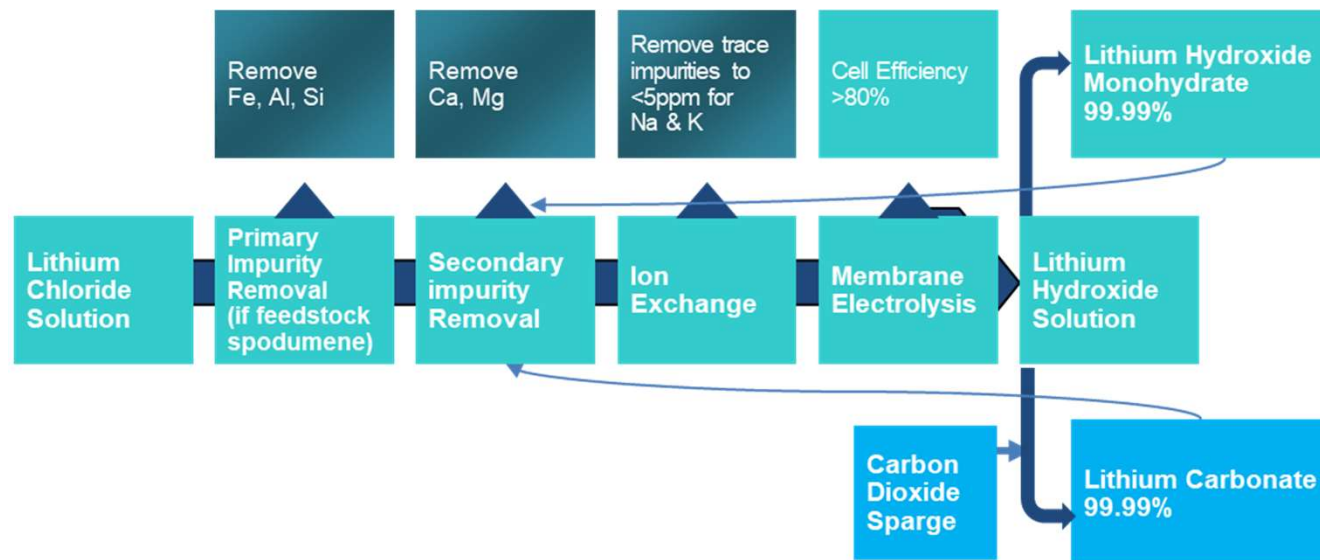 Remove
Fe, Al, Si
Remove
Ca, Mg
Remove trace
impurities to
<5ppm for
Na & K
Cell Efficiency
>80%
Lithium Hydroxide
Monohydrate
99.99%
Lithium
Chloride
Solution
Primary
Impurity
Removal
(if feedstock
spodumene)
Secondary
impurity
Removal
Ion
Exchange
Membrane
Electrolysis
Lithium
Hydroxide
Solution
Carbon
Dioxide
Sparge
Lithium Carbonate
99.99%